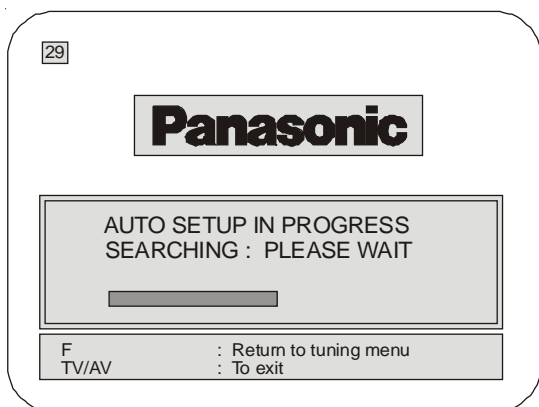 29
Panasonic
AUTO SETUP IN PROGRESS
SEARCHING : PLEASE WAIT
F : Return to tuning menu
TV/AV : To exit